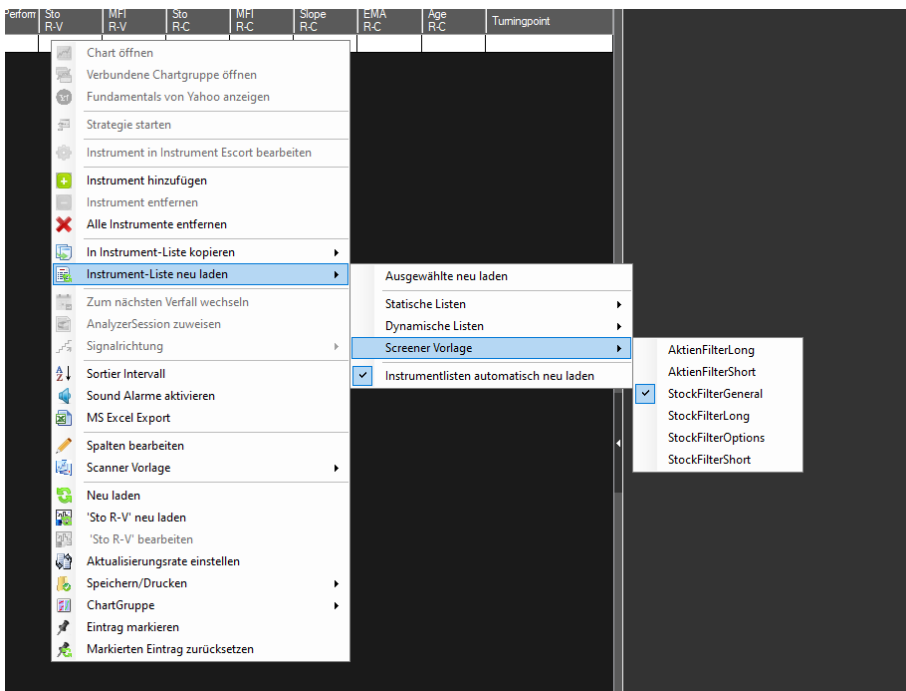 Perform Sto MFI Sto MFI Slope EMA Age Turningpoint
R-V R-V R-C R-C R-C R-C R-C
Chart öffnen
Verbundene Chartgruppe öffnen
Fundamentals von Yahoo anzeigen
Strategie starten
Instrument in Instrument Escort bearbeiten
Instrument hinzufügen
Instrument entfernen
Alle Instrumente entfernen
In Instrument-Liste kopieren
Instrument-Liste neu laden
Zum nächsten Verfall wechseln
AnalyzerSession zuweisen
Signalrichtung
Sortier Intervall
Sound Alarme aktivieren
MS Excel Export
Spalten bearbeiten
Scanner Vorlage
Neu laden
'Sto R-V' neu laden
'Sto R-V' bearbeiten
Aktualisierungsrate einstellen
Speichern/Drucken
ChartGruppe
Eintrag markieren
Markierten Eintrag zurücksetzen
Ausgewählte neu laden
Statische Listen
Dynamische Listen
Screener Vorlage
Instrumentlisten automatisch neu laden
AktienFilterLong
AktienFilterShort
StockFilterGeneral
StockFilterLong
StockFilterOptions
StockFilterShort